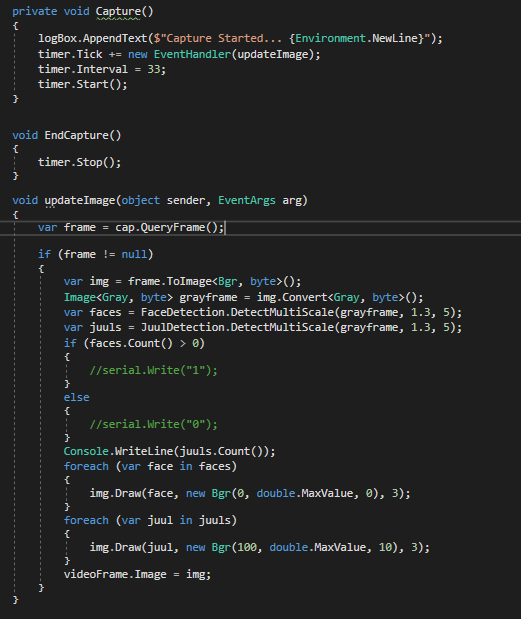 private void Capture()
{
logBox.AppendText($"Capture Started... {Environment.NewLine}");
timer.Tick += new EventHandler(updateImage);
timer.Interval = 33;
timer.Start();
}
void EndCapture()
{
timer.Stop();
}
void updateImage(object sender, EventArgs arg)
{
var frame = cap.QueryFrame();
if (frame != null)
{
var img = frame.ToImage<Bgr, byte>();
Image<Gray, byte> grayframe = img.Convert<Gray, byte>();
var faces = FaceDetection.DetectMultiScale(grayframe, 1.3, 5);
var juuls = JuulDetection.DetectMultiScale(grayframe, 1.3, 5);
if (faces.Count() > 0)
{
//serial.Write("1");
}
else
{
//serial.Write("0");
}
Console.WriteLine(juuls.Count());
foreach (var face in faces)
{
img.Draw(face, new Bgr(0, double.MaxValue, 0), 3);
}
foreach (var juul in juuls)
{
img.Draw(juul, new Bgr(100, double.MaxValue, 10), 3);
}
videoFrame.Image = img;
}
}